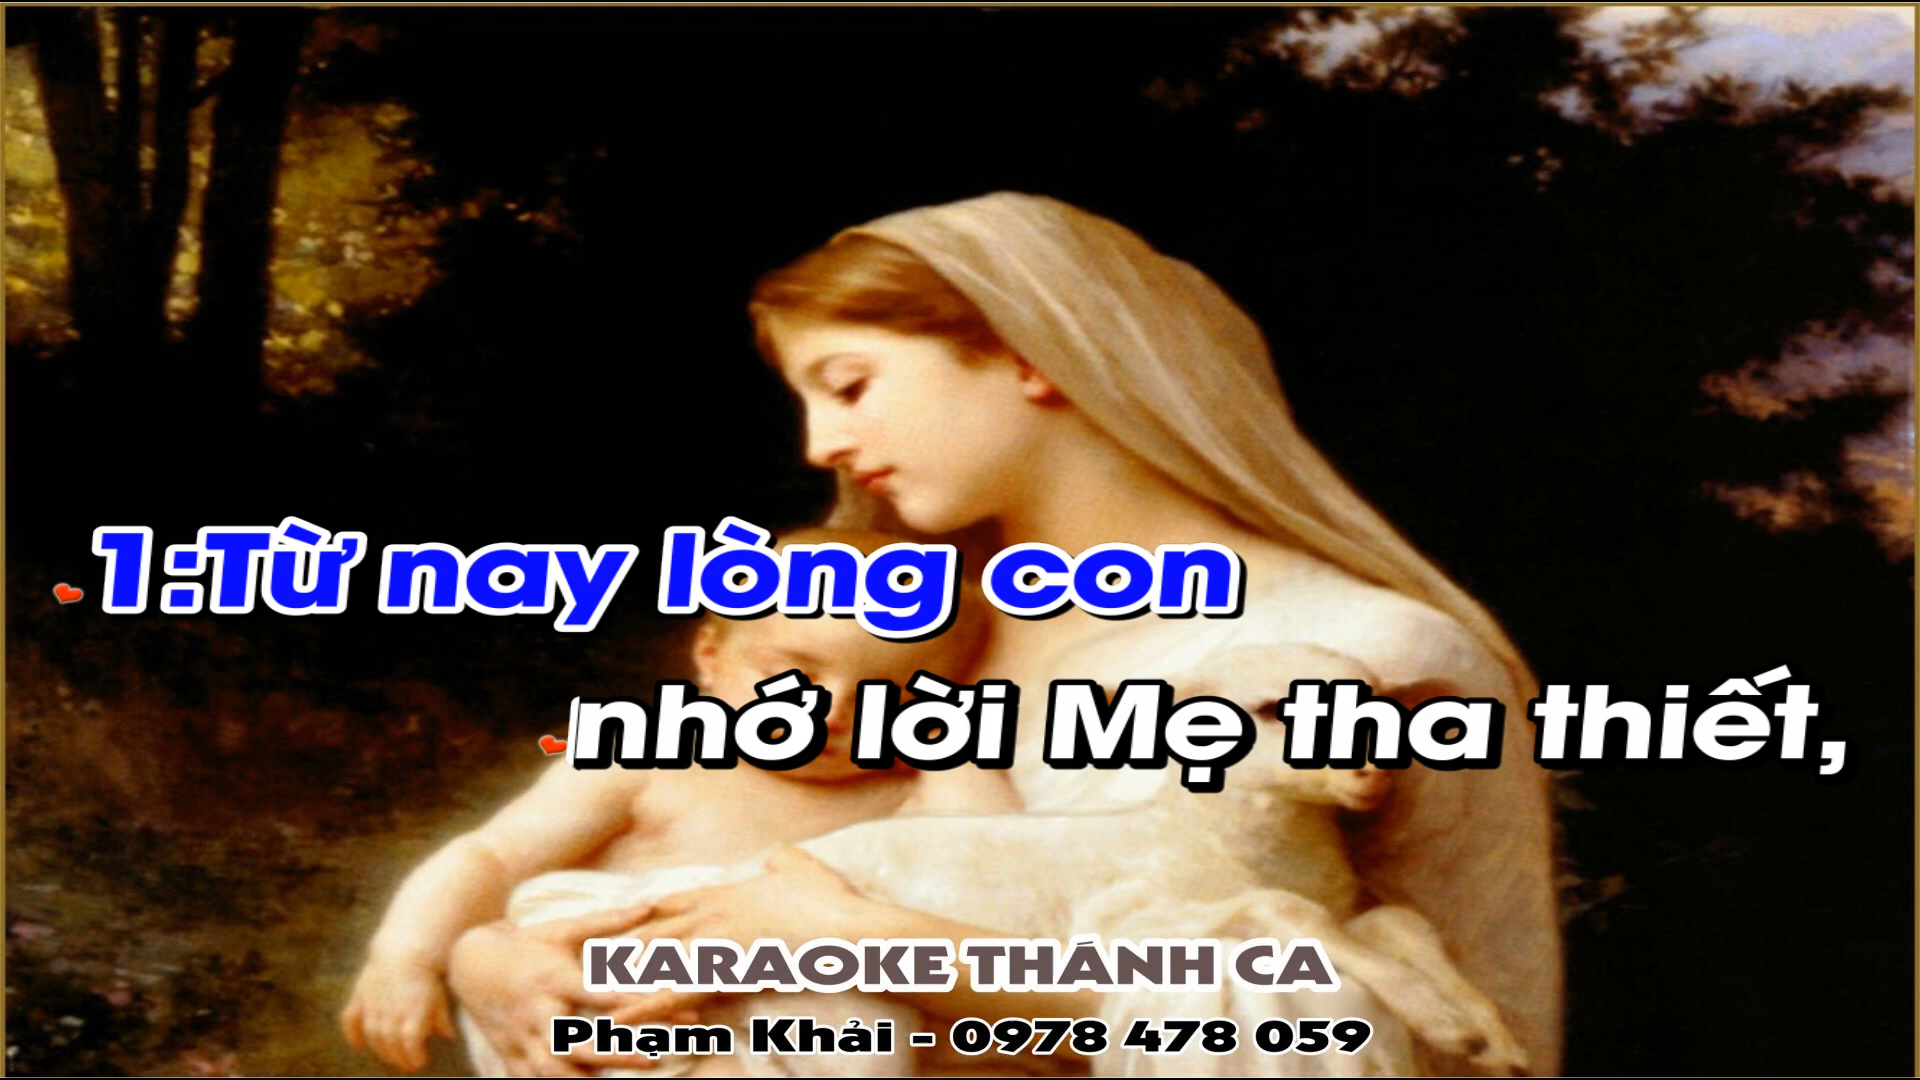 1:Từ nay lòng con
nhớ lời Mẹ tha thiết,
KARAOKE THÁNH CA
Phạm Khải - 0978 478 059